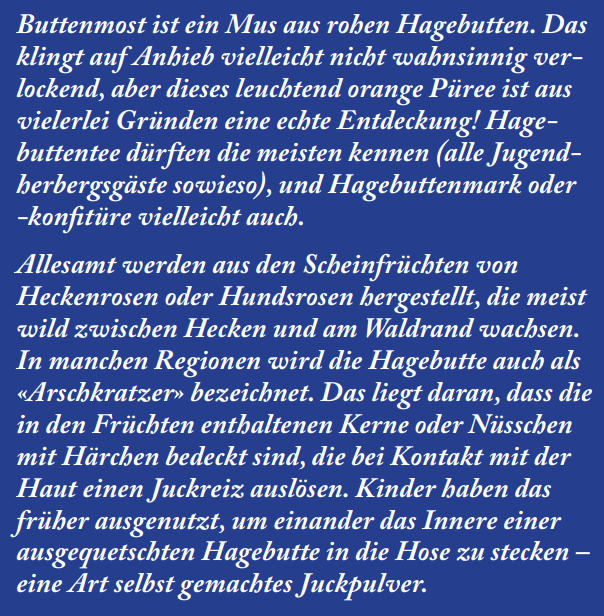 Buttenmost ist ein Mus aus rohen Hagebutten. Das
klingt auf Anhieb vielleicht nicht wahnsinnig ver-
lockend, aber dieses leuchtend orange Püree ist aus
vielerlei Gründen eine echte Entdeckung! Hage-
buttentee dürften die meisten kennen (alle Jugend-
herbergsgäste sowieso), und Hagebuttenmark oder
-konfitüre vielleicht auch.
Allesamt werden aus den Scheinfrüchten von
Heckenrosen oder Hundsrosen hergestellt, die meist
wild zwischen Hecken und am Waldrand wachsen.
In manchen Regionen wird die Hagebutte auch als
«Arschkratzer» bezeichnet. Das liegt daran, dass die
in den Früchten enthaltenen Kerne oder Nüsschen
mit Härchen bedeckt sind, die bei Kontakt mit der
Haut einen Juckreiz auslösen. Kinder haben das
früher ausgenutzt, um einander das Innere einer
ausgequetschten Hagebutte in die Hose zu stecken –
eine Art selbst gemachtes Juckpulver.